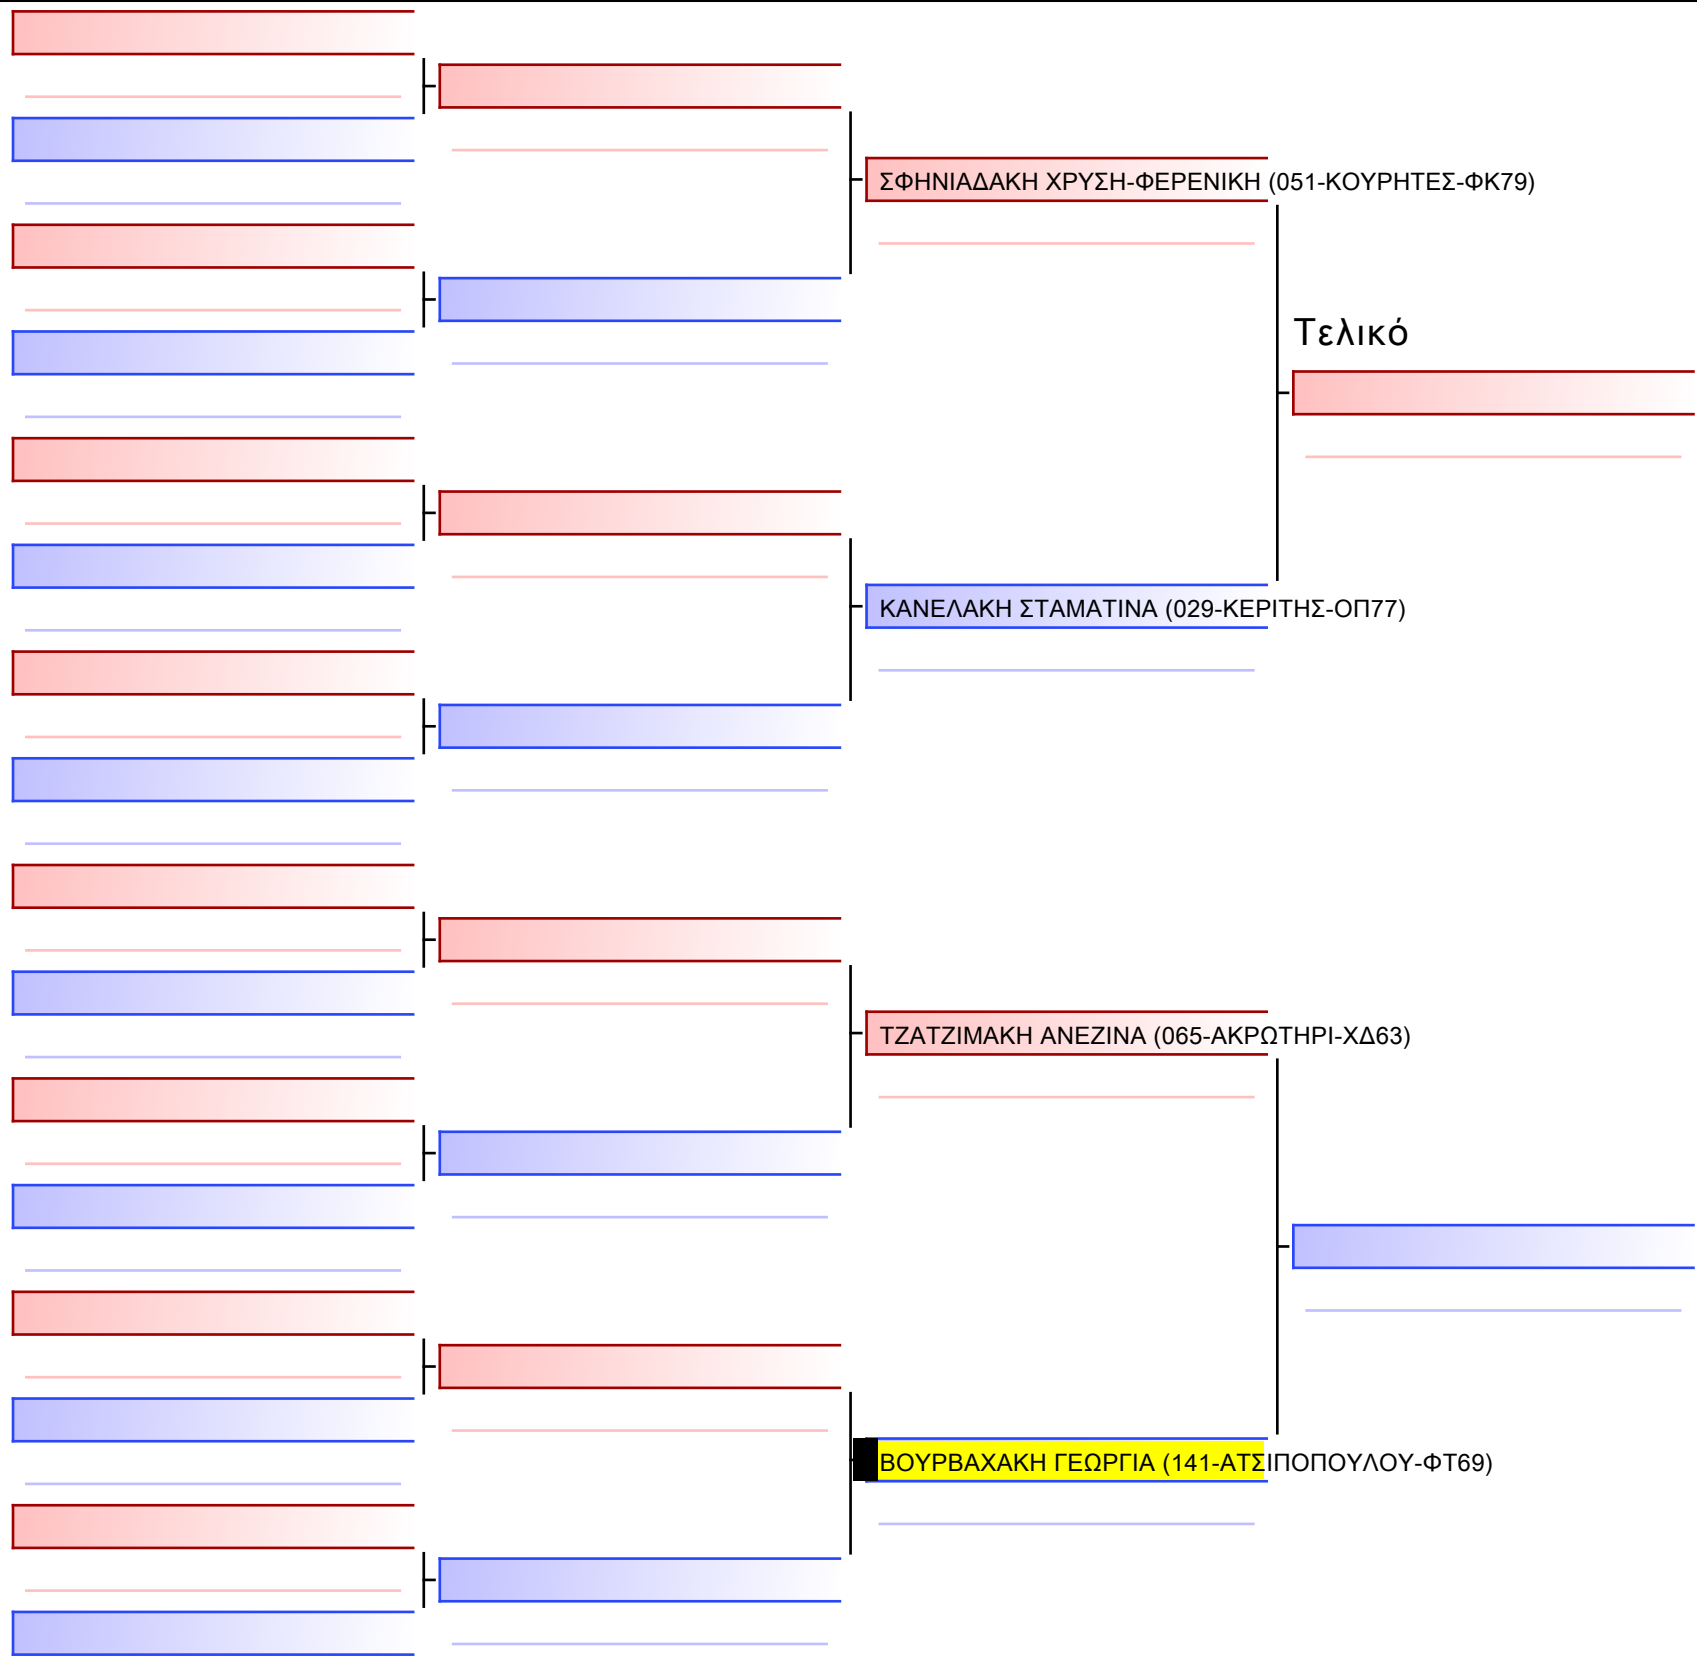 ΣΦΗΝΙΑΔΑΚΗ ΧΡΥΣΗ-ΦΕΡΕΝΙΚΗ (051-ΚΟΥΡΗΤΕΣ-ΦΚ79)
Τελικό
ΚΑΝΕΛΑΚΗ ΣΤΑΜΑΤΙΝΑ (029-ΚΕΡΙΤΗΣ-ΟΠ77)
ΤΖΑΤΖΙΜΑΚΗ ΑΝΕΖΙΝΑ (065-ΑΚΡΩΤΗΡΙ-ΧΔ63)
ΒΟΥΡΒΑΧΑΚΗ ΓΕΩΡΓΙΑ (141-ΑΤΣΙΠΟΠΟΥΛΟΥ-ΦΤ69)